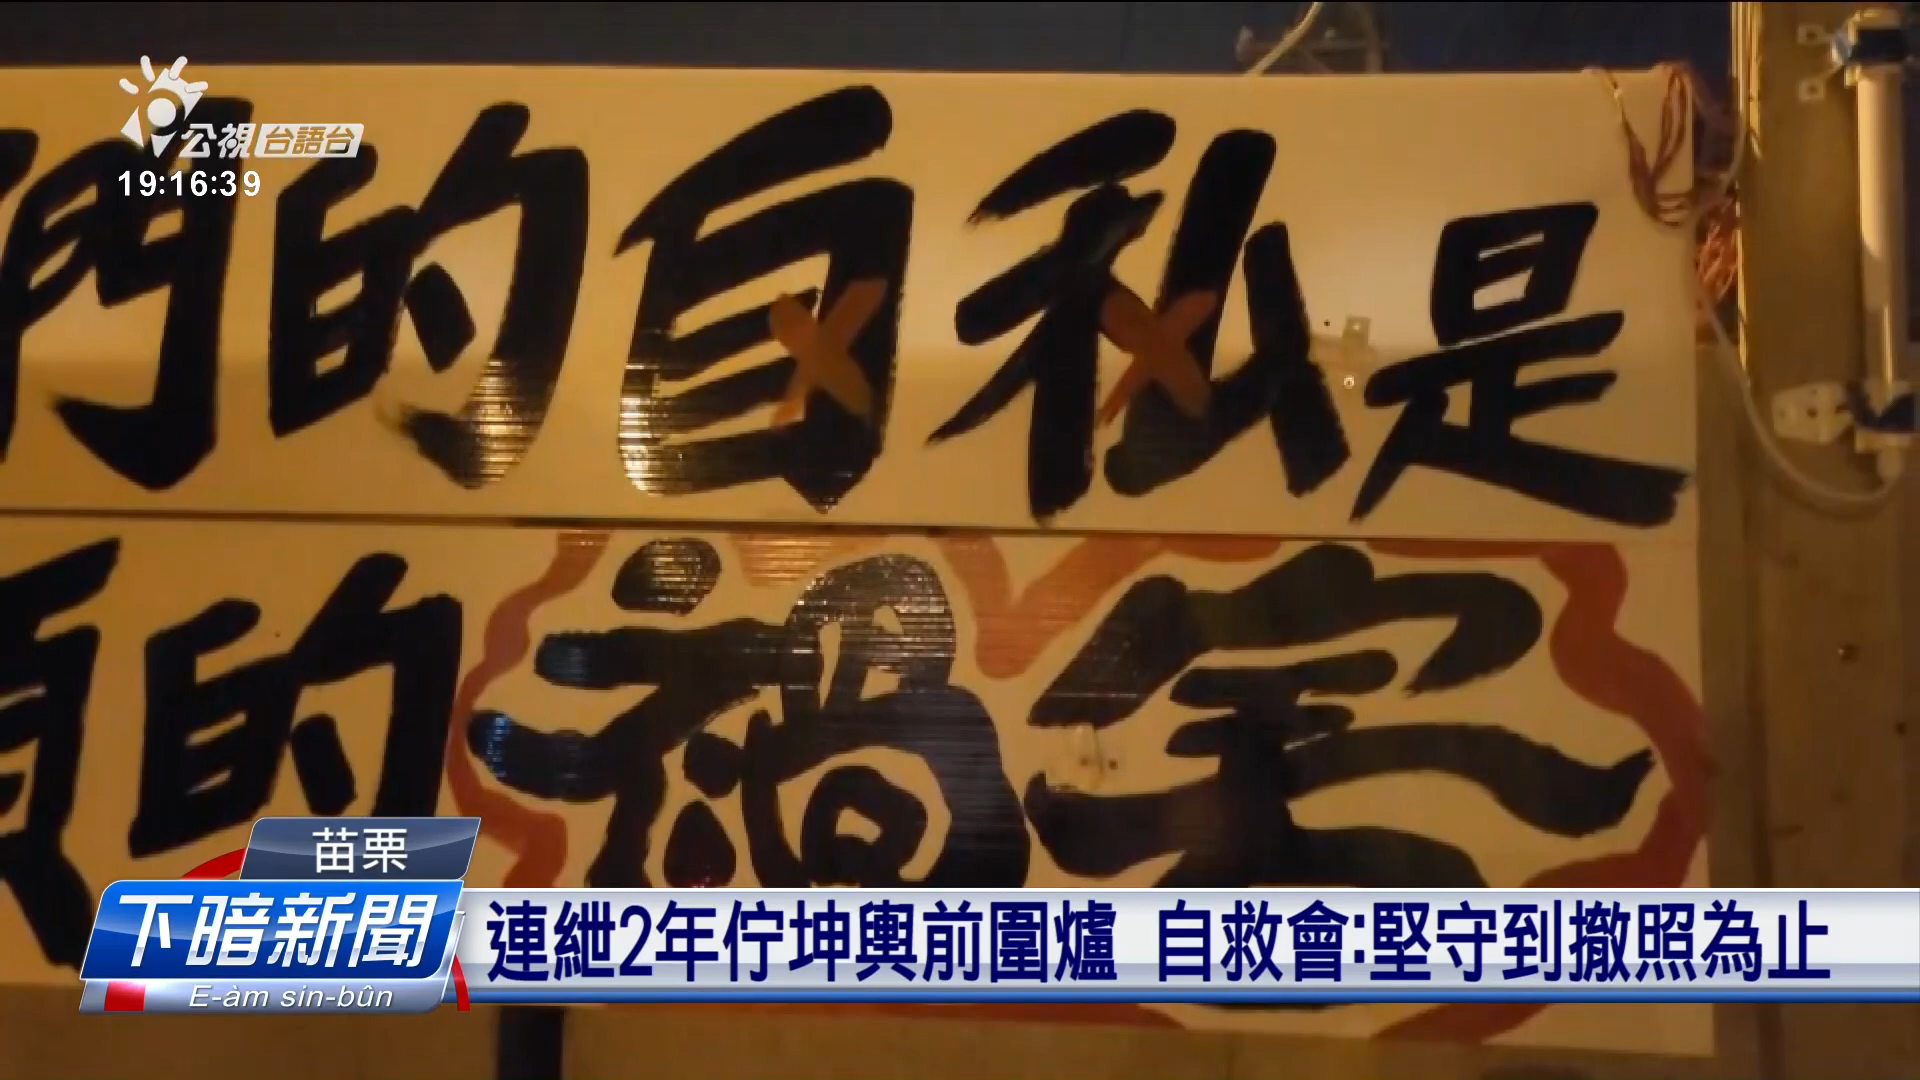 公視台語台
19:16:39
們的自私是
的禍害
苗栗
下暗新聞
E-àm sin-bûn
連紲2年佇坤輿前圍爐 自救會:堅守到撤照為止